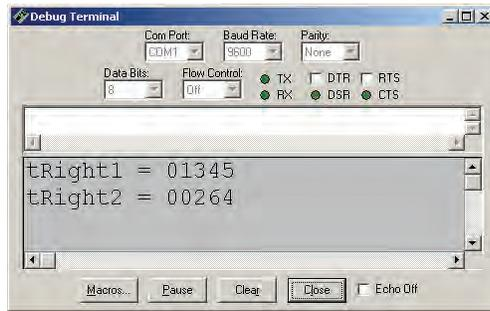 Debug Terminal
Com Port: Baud Rate: Parity:
COM1 9600 None
Data Bits: Flow Control: TX DTR RTS
8 Off RX DSR CTS
tRight1 = 01345
tRight2 = 00264
Macros... Pause Clear Close Echo Off